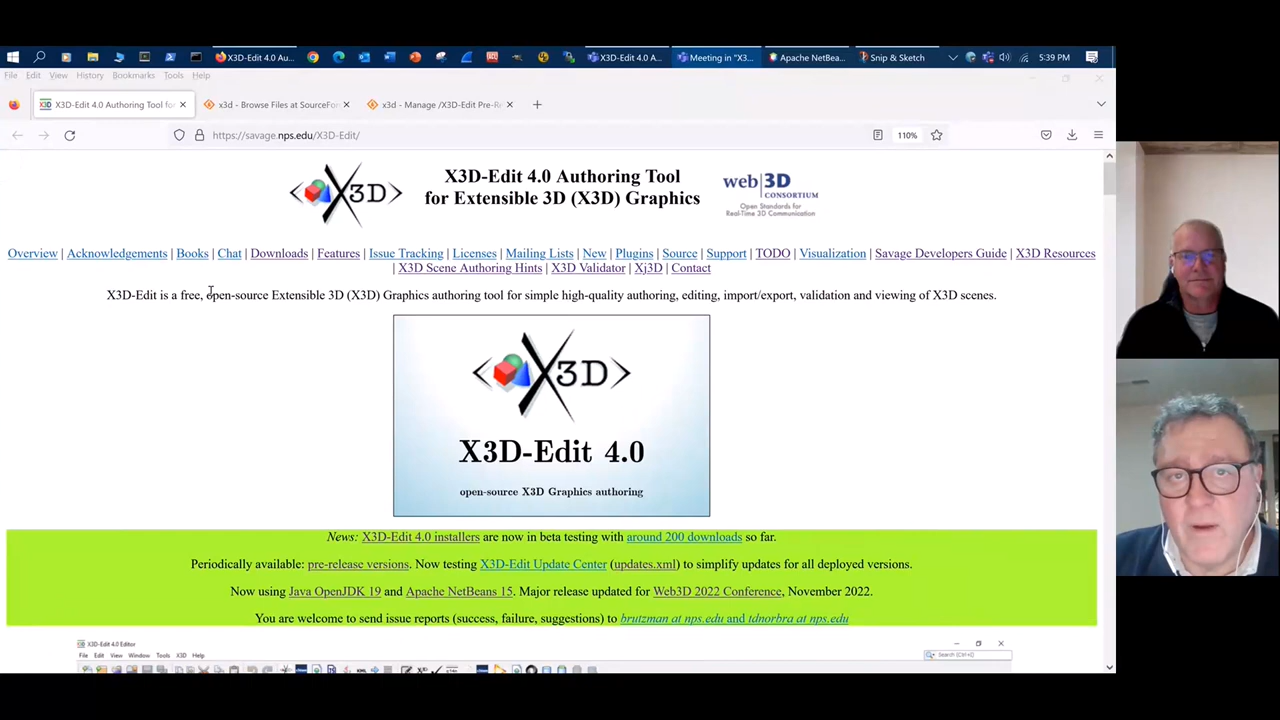 X3D-Edit 4.0 Au...
X3D-Edit 4.0 A...
Meeting in "X3...
Apache NetBea...
Snip & Sketch
5:39 PM
File Edit View History Bookmarks Tools Help
X3D-Edit 4.0 Authoring Tool for
x3d - Browse Files at SourceFor
x3d - Manage /X3D-Edit Pre-Re
https://savage.nps.edu/X3D-Edit/
110%
X3D
X3D-Edit 4.0 Authoring Tool
for Extensible 3D (X3D) Graphics
web|3D
CONSORTIUM
Open Standards for
Real-Time 3D Communication
Overview | Acknowledgements | Books | Chat | Downloads | Features | Issue Tracking | Licenses | Mailing Lists | New | Plugins | Source | Support | TODO | Visualization | Savage Developers Guide | X3D Resources
| X3D Scene Authoring Hints | X3D Validator | Xj3D | Contact
X3D-Edit is a free, open-source Extensible 3D (X3D) Graphics authoring tool for simple high-quality authoring, editing, import/export, validation and viewing of X3D scenes.
<X3D>
X3D-Edit 4.0
open-source X3D Graphics authoring
News: X3D-Edit 4.0 installers are now in beta testing with around 200 downloads so far.
Periodically available: pre-release versions. Now testing X3D-Edit Update Center (updates.xml) to simplify updates for all deployed versions.
Now using Java OpenJDK 19 and Apache NetBeans 15. Major release updated for Web3D 2022 Conference, November 2022.
You are welcome to send issue reports (success, failure, suggestions) to brutzman at nps.edu and tdnorbra at nps.edu
X3D-Edit 4.0 Editor
File Edit View Window Tools X3D Help
Search (Ctrl+I)